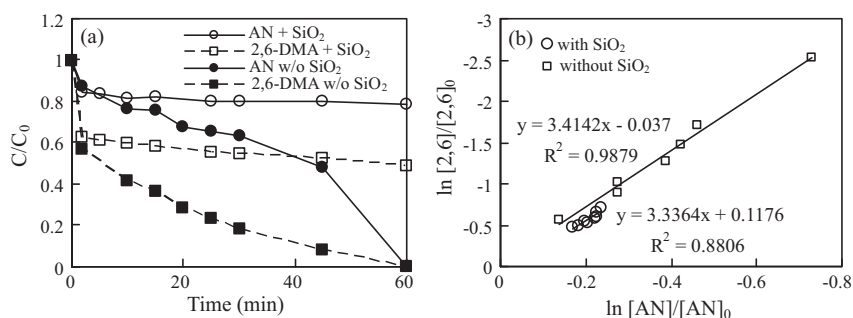 (a)
AN + SiO₂
2,6-DMA + SiO₂
AN w/o SiO₂
2,6-DMA w/o SiO₂
1.2
1
0.8
0.6
0.4
0.2
0
C/C₀
0 20 40 60
Time (min)
(b)
with SiO₂
without SiO₂
y = 3.4142x - 0.037
R² = 0.9879
y = 3.3364x + 0.1176
R² = 0.8806
-3
-2.5
-2
-1.5
-1
-0.5
0
ln [2,6]/[2,6]₀
0 -0.2 -0.4 -0.6 -0.8
ln [AN]/[AN]₀